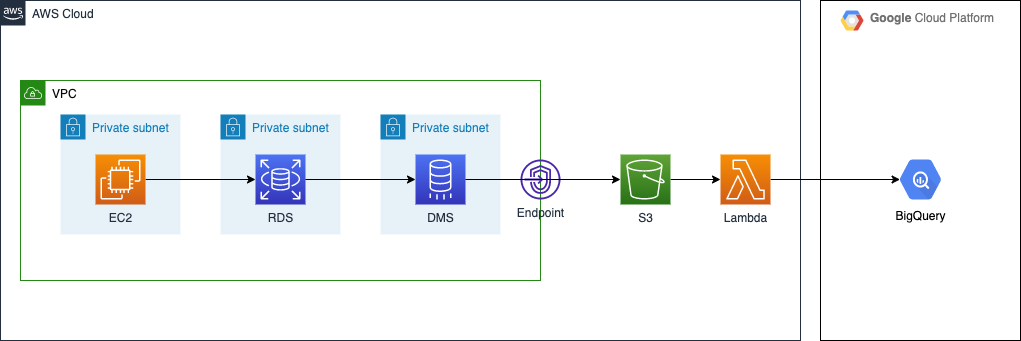 aws
AWS Cloud
Google Cloud Platform
VPC
Private subnet
Private subnet
Private subnet
EC2
RDS
DMS
Endpoint
S3
Lambda
BigQuery